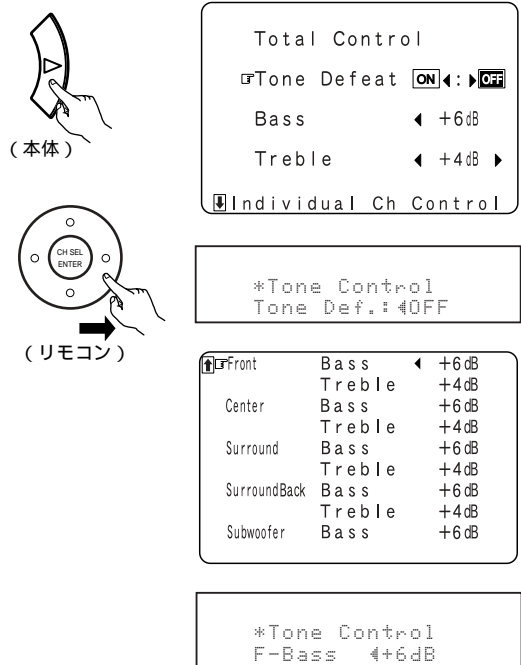 Total Control
☞Tone Defeat ON◀:▶OFF
Bass ◀ +6dB
Treble ◀ +4dB ▶
⬇Individual Ch Control
(本体)
CH SEL
ENTER
(リモコン)
*Tone Control
Tone Def.:◀OFF
⬆☞Front Bass ◀ +6dB
Treble +4dB
Center Bass +6dB
Treble +4dB
Surround Bass +6dB
Treble +4dB
SurroundBack Bass +6dB
Treble +4dB
Subwoofer Bass +6dB
*Tone Control
F-Bass ◀+6dB